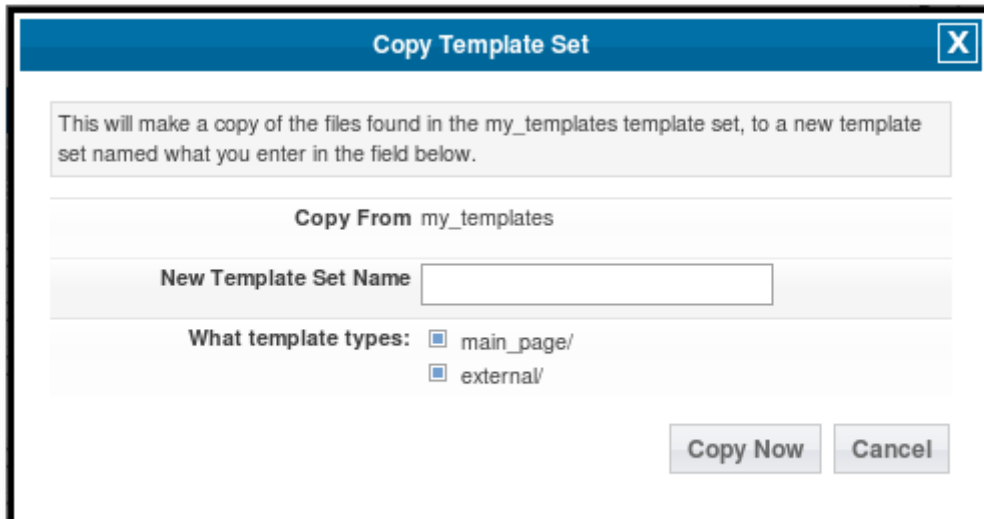 Copy Template Set
X
This will make a copy of the files found in the my_templates template set, to a new template
set named what you enter in the field below.
Copy From my_templates
New Template Set Name
What template types: main_page/
external/
Copy Now Cancel